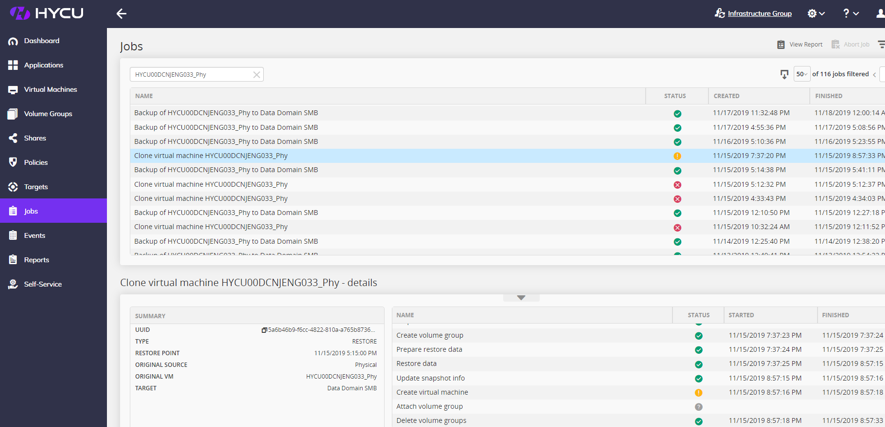 HYCU
Infrastructure Group
?
Dashboard
Applications
Virtual Machines
Volume Groups
Shares
Policies
Targets
Jobs
Events
Reports
Self-Service
Jobs
View Report
Abort Job
HYCU00DCNJENG033_Phy
50
of 116 jobs filtered
NAME STATUS CREATED FINISHED
Backup of HYCU00DCNJENG033_Phy to Data Domain SMB 11/17/2019 11:32:48 PM 11/18/2019 12:00:14 A
Backup of HYCU00DCNJENG033_Phy to Data Domain SMB 11/17/2019 4:55:36 PM 11/17/2019 5:08:56 P
Backup of HYCU00DCNJENG033_Phy to Data Domain SMB 11/16/2019 5:10:36 PM 11/16/2019 5:23:55 P
Clone virtual machine HYCU00DCNJENG033_Phy 11/15/2019 7:37:20 PM 11/15/2019 8:57:33 P
Backup of HYCU00DCNJENG033_Phy to Data Domain SMB 11/15/2019 5:14:38 PM 11/15/2019 5:41:11 P
Clone virtual machine HYCU00DCNJENG033_Phy 11/15/2019 5:12:32 PM 11/15/2019 5:12:37 P
Clone virtual machine HYCU00DCNJENG033_Phy 11/15/2019 4:33:43 PM 11/15/2019 4:34:03 P
Backup of HYCU00DCNJENG033_Phy to Data Domain SMB 11/15/2019 12:10:50 PM 11/15/2019 12:27:18 P
Clone virtual machine HYCU00DCNJENG033_Phy 11/15/2019 10:32:24 AM 11/15/2019 12:11:52 P
Backup of HYCU00DCNJENG033_Phy to Data Domain SMB 11/14/2019 12:25:40 PM 11/14/2019 12:38:20 P
Clone virtual machine HYCU00DCNJENG033_Phy - details
SUMMARY
UUID 5a6b46b9-f6cc-4822-810a-a765b8736...
TYPE RESTORE
RESTORE POINT 11/15/2019 5:15:00 PM
ORIGINAL SOURCE Physical
ORIGINAL VM HYCU00DCNJENG033_Phy
TARGET Data Domain SMB
NAME STATUS STARTED FINISHED
Create volume group 11/15/2019 7:37:23 PM 11/15/2019 7:37:24
Prepare restore data 11/15/2019 7:37:24 PM 11/15/2019 7:37:25
Restore data 11/15/2019 7:37:25 PM 11/15/2019 8:57:15
Update snapshot info 11/15/2019 8:57:15 PM 11/15/2019 8:57:16
Create virtual machine 11/15/2019 8:57:16 PM 11/15/2019 8:57:18
Attach volume group
Delete volume groups 11/15/2019 8:57:18 PM 11/15/2019 8:57:33